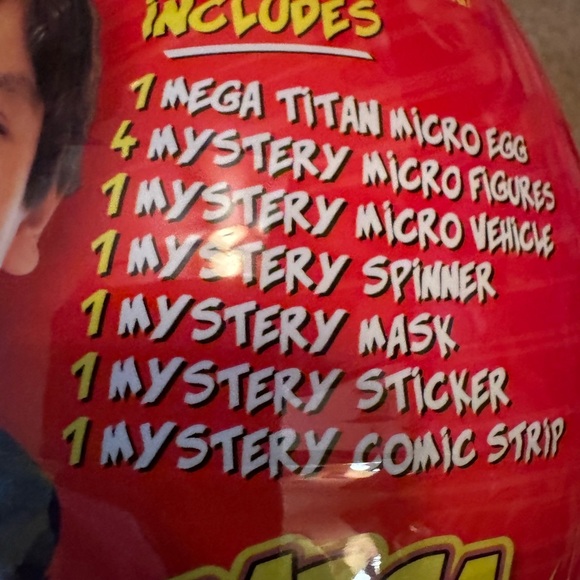 INCLUDES
1 MEGA TITAN MICRO EGG
4 MYSTERY MICRO FIGURES
1 MYSTERY MICRO VEHICLE
1 MYSTERY SPINNER
1 MYSTERY MASK
1 MYSTERY STICKER
1 MYSTERY COMIC STRIP